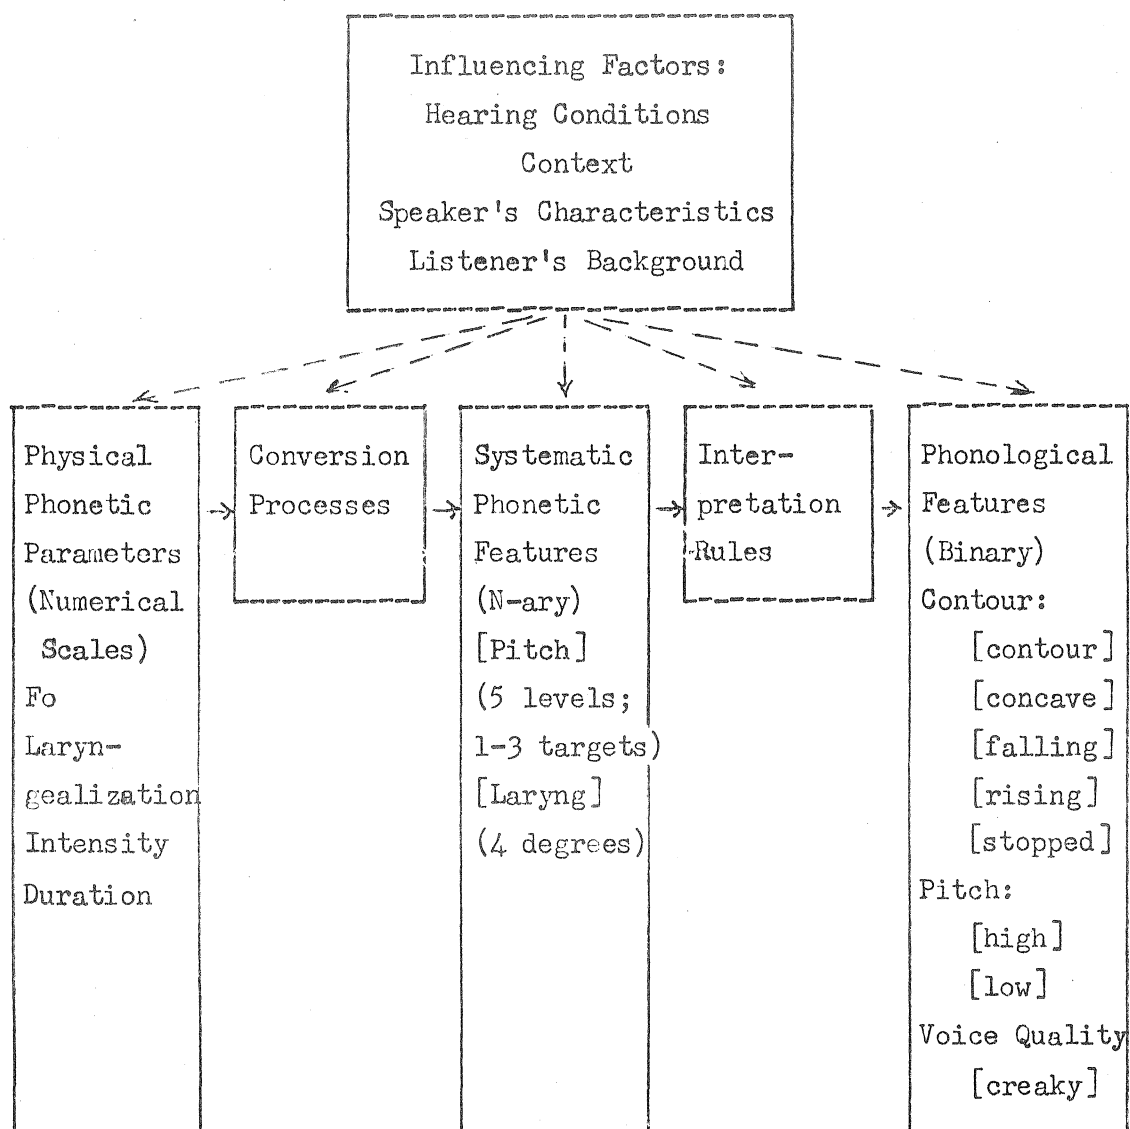 Influencing Factors:
Hearing Conditions
Context
Speaker's Characteristics
Listener's Background
Physical
Phonetic
Parameters
(Numerical
Scales)
Fo
Laryn-
gealization
Intensity
Duration
Conversion
Processes
Systematic
Phonetic
Features
(N-ary)
[Pitch]
(5 levels;
1-3 targets)
[Laryng]
(4 degrees)
Inter-
pretation
Rules
Phonological
Features
(Binary)
Contour:
[contour]
[concave]
[falling]
[rising]
[stopped]
Pitch:
[high]
[low]
Voice Quality
[creaky]